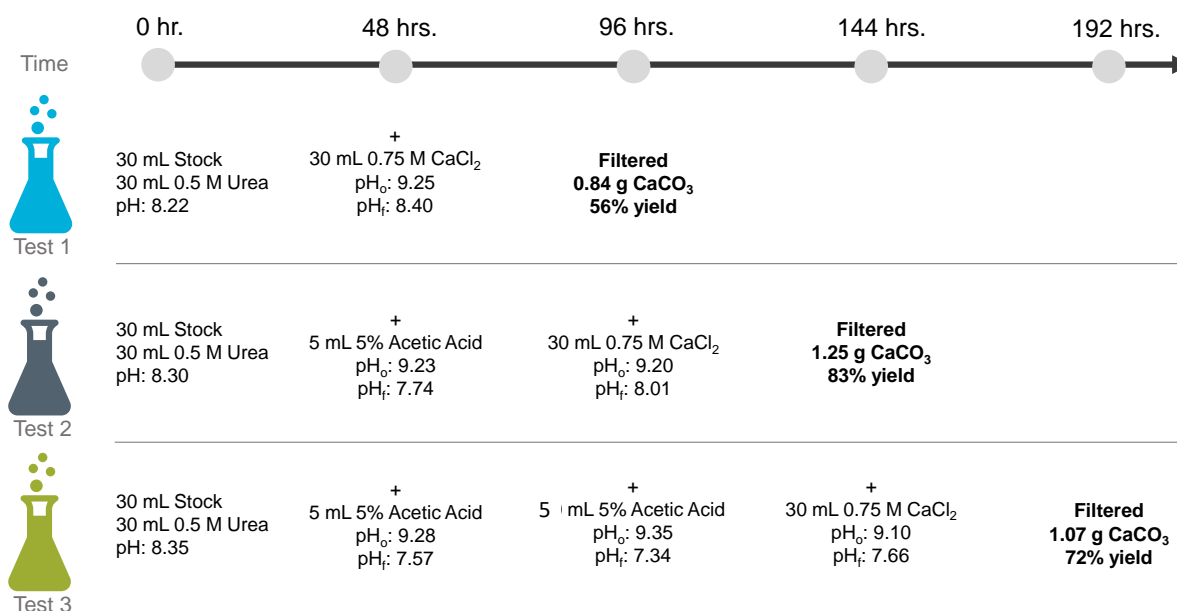 0 hr.
48 hrs.
96 hrs.
144 hrs.
192 hrs.
Time
30 mL Stock
30 mL 0.5 M Urea
pH: 8.22
+
30 mL 0.75 M CaCl₂
pHₒ: 9.25
pH_f: 8.40
Filtered
0.84 g CaCO₃
56% yield
Test 1
30 mL Stock
30 mL 0.5 M Urea
pH: 8.30
+
5 mL 5% Acetic Acid
pHₒ: 9.23
pH_f: 7.74
+
30 mL 0.75 M CaCl₂
pHₒ: 9.20
pH_f: 8.01
Filtered
1.25 g CaCO₃
83% yield
Test 2
30 mL Stock
30 mL 0.5 M Urea
pH: 8.35
+
5 mL 5% Acetic Acid
pHₒ: 9.28
pH_f: 7.57
+
5 mL 5% Acetic Acid
pHₒ: 9.35
pH_f: 7.34
+
30 mL 0.75 M CaCl₂
pHₒ: 9.10
pH_f: 7.66
Filtered
1.07 g CaCO₃
72% yield
Test 3